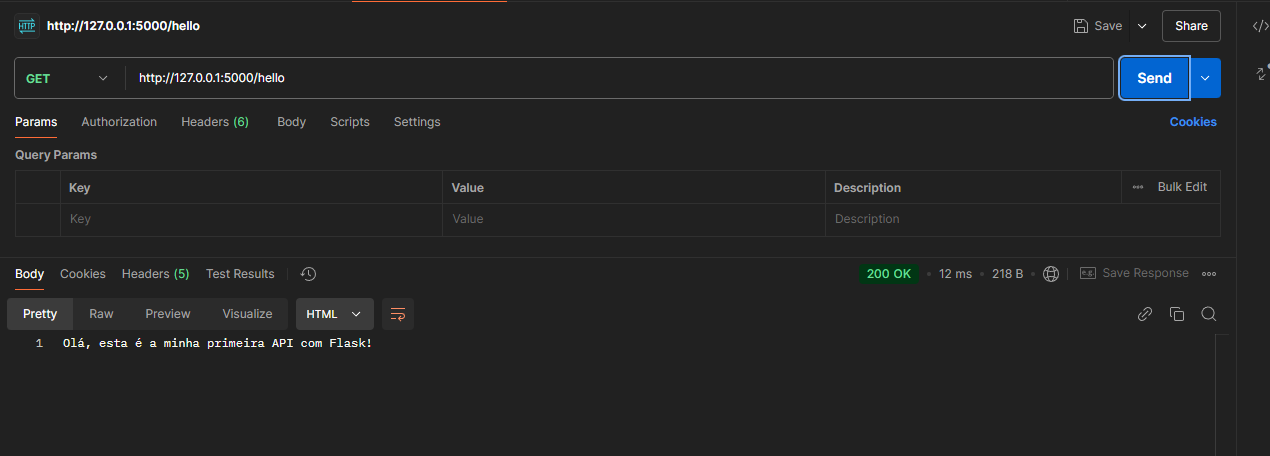 HTTP http://127.0.0.1:5000/hello Save Share
GET http://127.0.0.1:5000/hello Send
Params Authorization Headers (6) Body Scripts Settings Cookies
Query Params
Key Value Description Bulk Edit
Key Value Description
Body Cookies Headers (5) Test Results 200 OK 12 ms 218 B Save Response
Pretty Raw Preview Visualize HTML
1 Olá, esta é a minha primeira API com Flask!